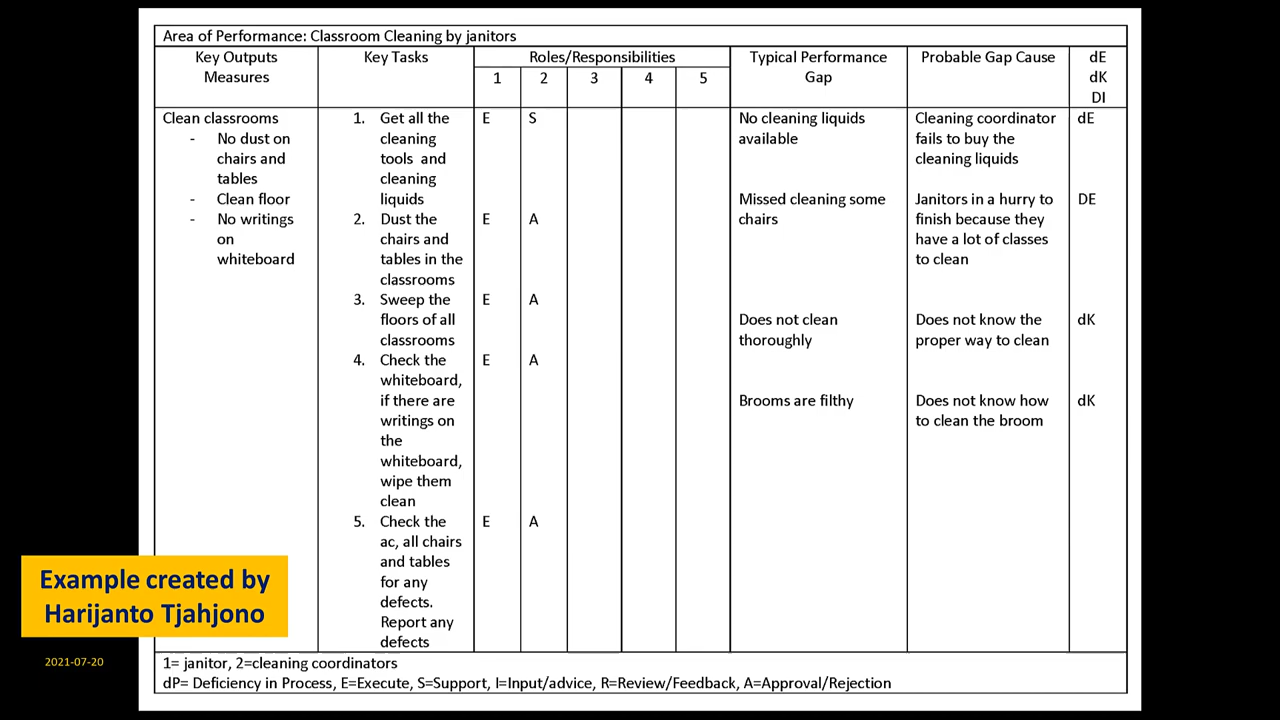 Area of Performance: Classroom Cleaning by janitors
Key Outputs
Measures
Key Tasks
Roles/Responsibilities
1 2 3 4 5
Typical Performance
Gap
Probable Gap Cause
dE
dK
DI
Clean classrooms
- No dust on
chairs and
tables
- Clean floor
- No writings
on
whiteboard
1. Get all the
cleaning
tools and
cleaning
liquids
2. Dust the
chairs and
tables in the
classrooms
3. Sweep the
floors of all
classrooms
4. Check the
whiteboard,
if there are
writings on
the
whiteboard,
wipe them
clean
5. Check the
ac, all chairs
and tables
for any
defects.
Report any
defects
E S
E A
E A
E A
E A
No cleaning liquids
available
Missed cleaning some
chairs
Does not clean
thoroughly
Brooms are filthy
Cleaning coordinator
fails to buy the
cleaning liquids
Janitors in a hurry to
finish because they
have a lot of classes
to clean
Does not know the
proper way to clean
Does not know how
to clean the broom
dE
DE
dK
dK
1= janitor, 2=cleaning coordinators
dP= Deficiency in Process, E=Execute, S=Support, I=Input/advice, R=Review/Feedback, A=Approval/Rejection
Example created by
Harijanto Tjahjono
2021-07-20